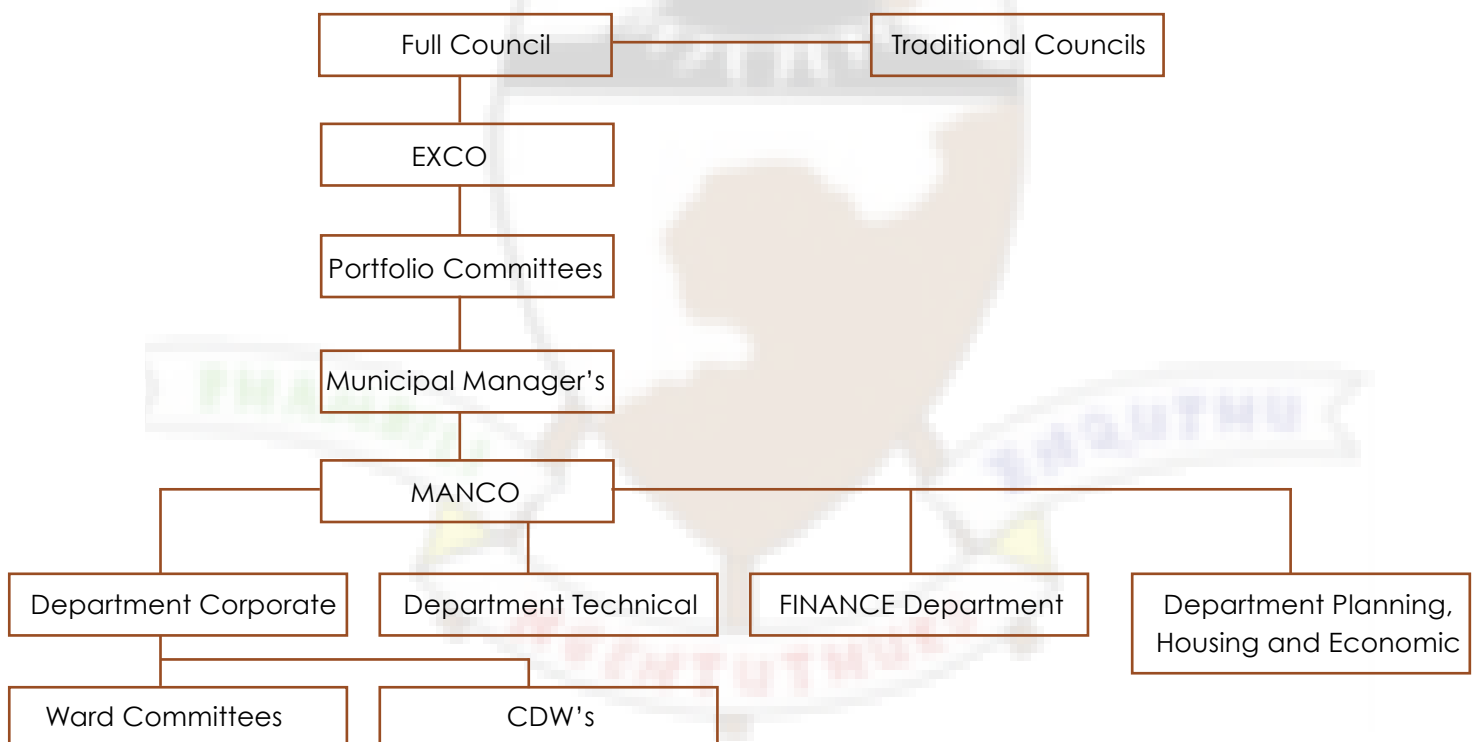 Full Council
Traditional Councils
EXCO
Portfolio Committees
Municipal Manager’s
MANCO
Department Corporate
Department Technical
FINANCE Department
Department Planning,
Housing and Economic
Ward Committees
CDW’s